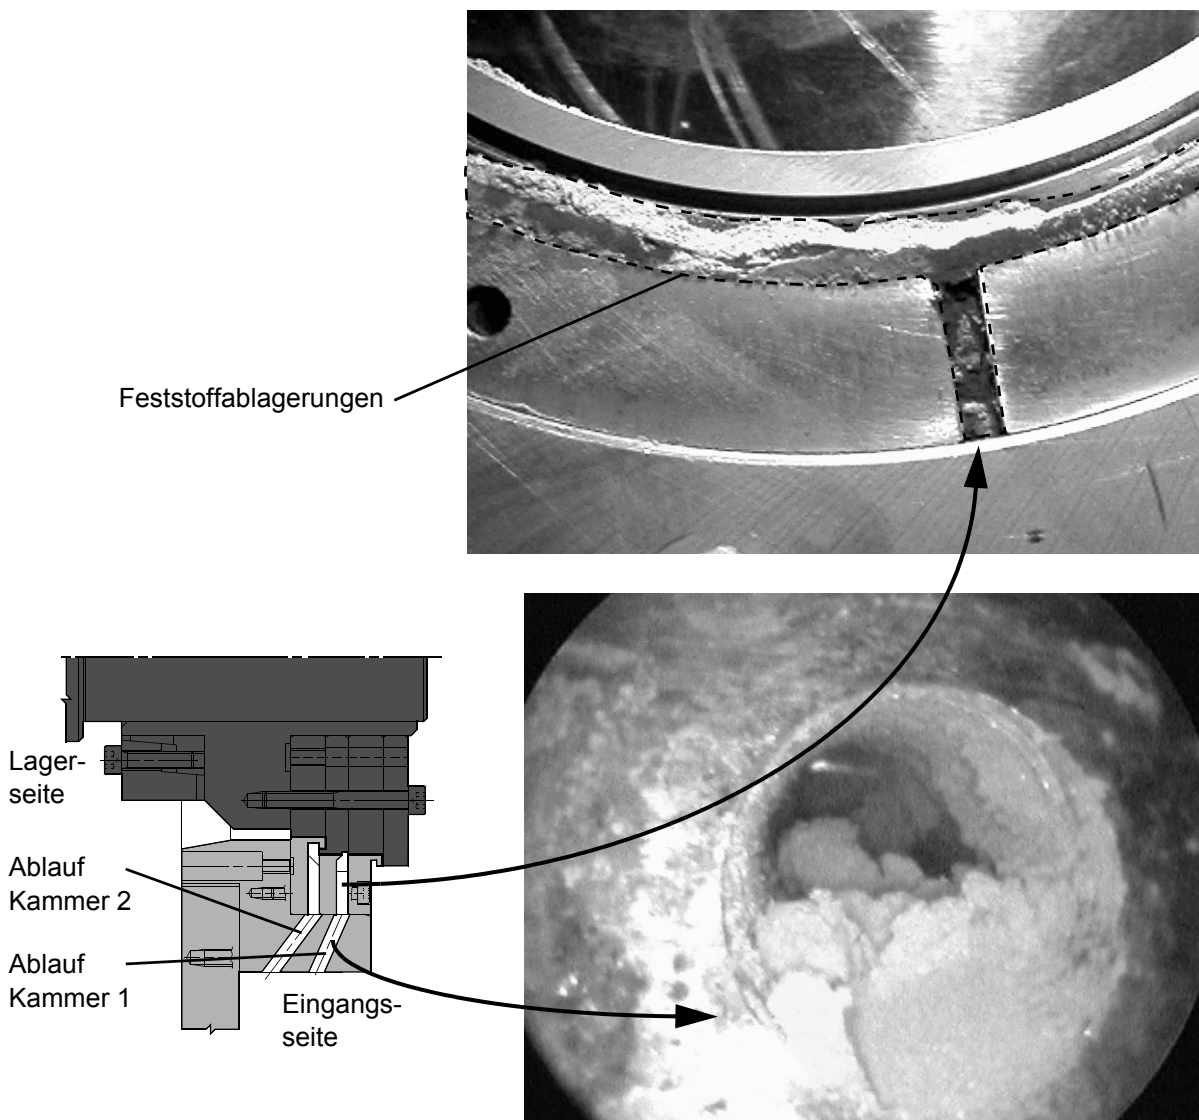 Feststoffablagerungen
Lager-
seite
Ablauf
Kammer 2
Ablauf
Kammer 1
Eingangs-
seite